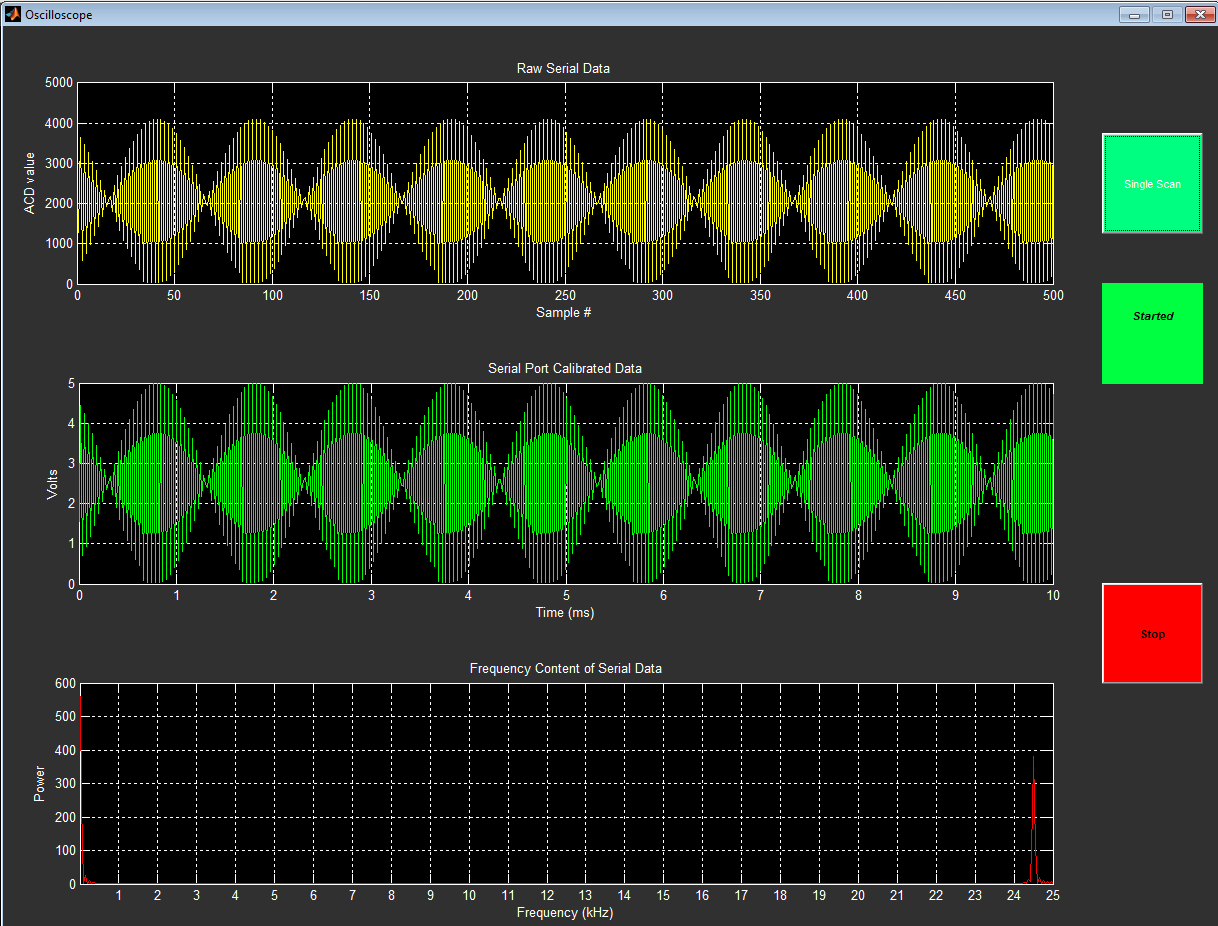 Oscilloscope
Raw Serial Data
5000
4000
3000
2000
1000
0
ACD value
0 50 100 150 200 250 300 350 400 450 500
Sample #
Single Scan
Started
Serial Port Calibrated Data
5
4
3
2
1
0
Volts
0 1 2 3 4 5 6 7 8 9 10
Time (ms)
Stop
Frequency Content of Serial Data
600
500
400
300
200
100
0
Power
1 2 3 4 5 6 7 8 9 10 11 12 13 14 15 16 17 18 19 20 21 22 23 24 25
Frequency (kHz)